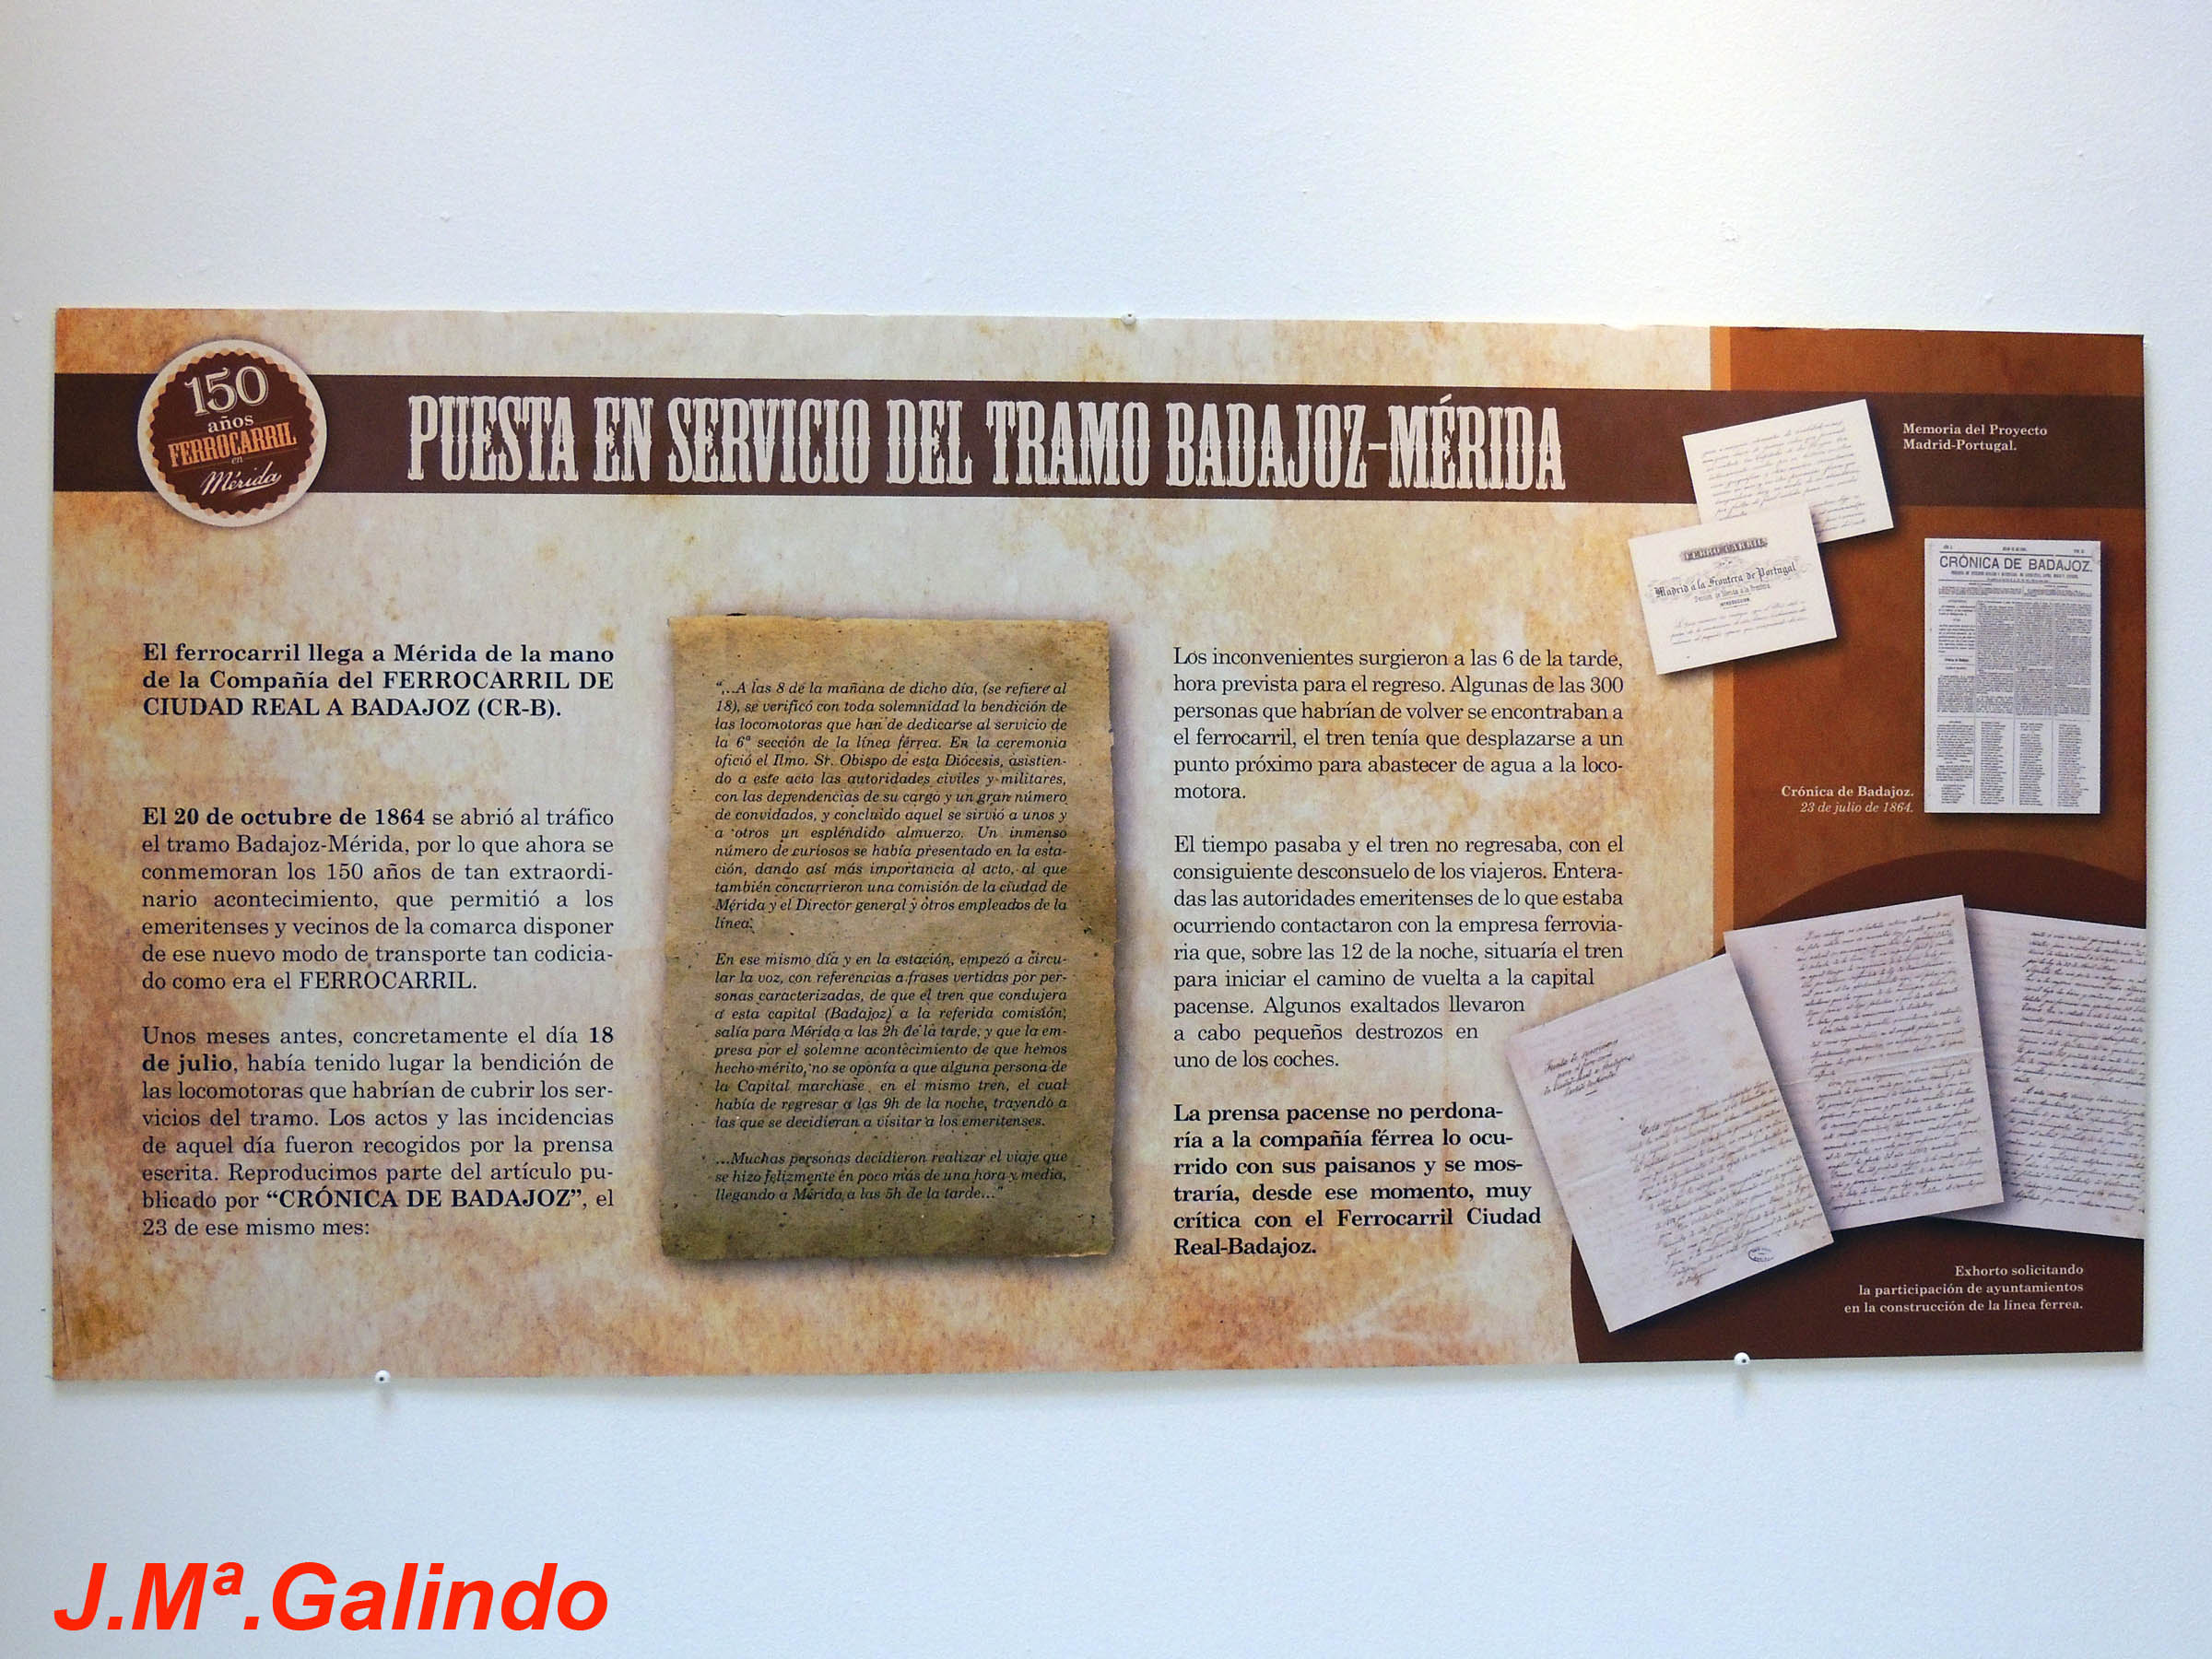 150
años
FERROCARRIL
en
Mérida
PUESTA EN SERVICIO DEL TRAMO BADAJOZ-MÉRIDA
El ferrocarril llega a Mérida de la mano
de la Compañía del FERROCARRIL DE
CIUDAD REAL A BADAJOZ (CR-B).
El 20 de octubre de 1864 se abrió al tráfico
el tramo Badajoz-Mérida, por lo que ahora se
conmemoran los 150 años de tan extraordi-
nario acontecimiento, que permitió a los
emeritenses y vecinos de la comarca disponer
de ese nuevo modo de transporte tan codicia-
do como era el FERROCARRIL.
Unos meses antes, concretamente el día 18
de julio, había tenido lugar la bendición de
las locomotoras que habrían de cubrir los ser-
vicios del tramo. Los actos y las incidencias
de aquel día fueron recogidos por la prensa
escrita. Reproducimos parte del artículo pu-
blicado por “CRÓNICA DE BADAJOZ”, el
23 de ese mismo mes:
“...A las 8 de la mañana de dicho día, (se refiere al
18), se verificó con toda solemnidad la bendición de
las locomotoras que han de dedicarse al servicio de
la 6ª sección de la línea férrea. En la ceremonia
ofició el Ilmo. Sr. Obispo de esta Diócesis, asistien-
do a este acto las autoridades civiles y militares,
con las dependencias de su cargo y un gran número
de convidados, y concluido aquel se sirvió a unos y
a otros un espléndido almuerzo. Un inmenso
número de curiosos se había presentado en la esta-
ción, dando así más importancia al acto, al que
también concurrieron una comisión de la ciudad de
Mérida y el Director general y otros empleados de la
línea.
En ese mismo día y en la estación, empezó a circu-
lar la voz, con referencias a frases vertidas por per-
sonas caracterizadas, de que el tren que condujera
a esta capital (Badajoz) a la referida comisión,
salía para Mérida a las 2h de la tarde, y que la em-
presa por el solemne acontecimiento de que hemos
hecho mérito, no se oponía a que alguna persona de
la Capital marchase en el mismo tren, el cual
había de regresar a las 9h de la noche, trayendo a
las que se decidieran a visitar a los emeritenses.
...Muchas personas decidieron realizar el viaje que
se hizo felizmente en poco más de una hora y media,
llegando a Mérida a las 5h de la tarde...”
Los inconvenientes surgieron a las 6 de la tarde,
hora prevista para el regreso. Algunas de las 300
personas que habrían de volver se encontraban a
el ferrocarril, el tren tenía que desplazarse a un
punto próximo para abastecer de agua a la loco-
motora.
El tiempo pasaba y el tren no regresaba, con el
consiguiente desconsuelo de los viajeros. Entera-
das las autoridades emeritenses de lo que estaba
ocurriendo contactaron con la empresa ferrovia-
ria que, sobre las 12 de la noche, situaría el tren
para iniciar el camino de vuelta a la capital
pacense. Algunos exaltados llevaron
a cabo pequeños destrozos en
uno de los coches.
La prensa pacense no perdona-
ría a la compañía férrea lo ocu-
rrido con sus paisanos y se mos-
traría, desde ese momento, muy
crítica con el Ferrocarril Ciudad
Real-Badajoz.
Memoria del Proyecto
Madrid-Portugal.
FERRO-CARRIL
Madrid a la Frontera de Portugal
CRÓNICA DE BADAJOZ.
Crónica de Badajoz.
23 de julio de 1864.
Exhorto solicitando
la participación de ayuntamientos
en la construcción de la línea ferrea.
J.Mª.Galindo